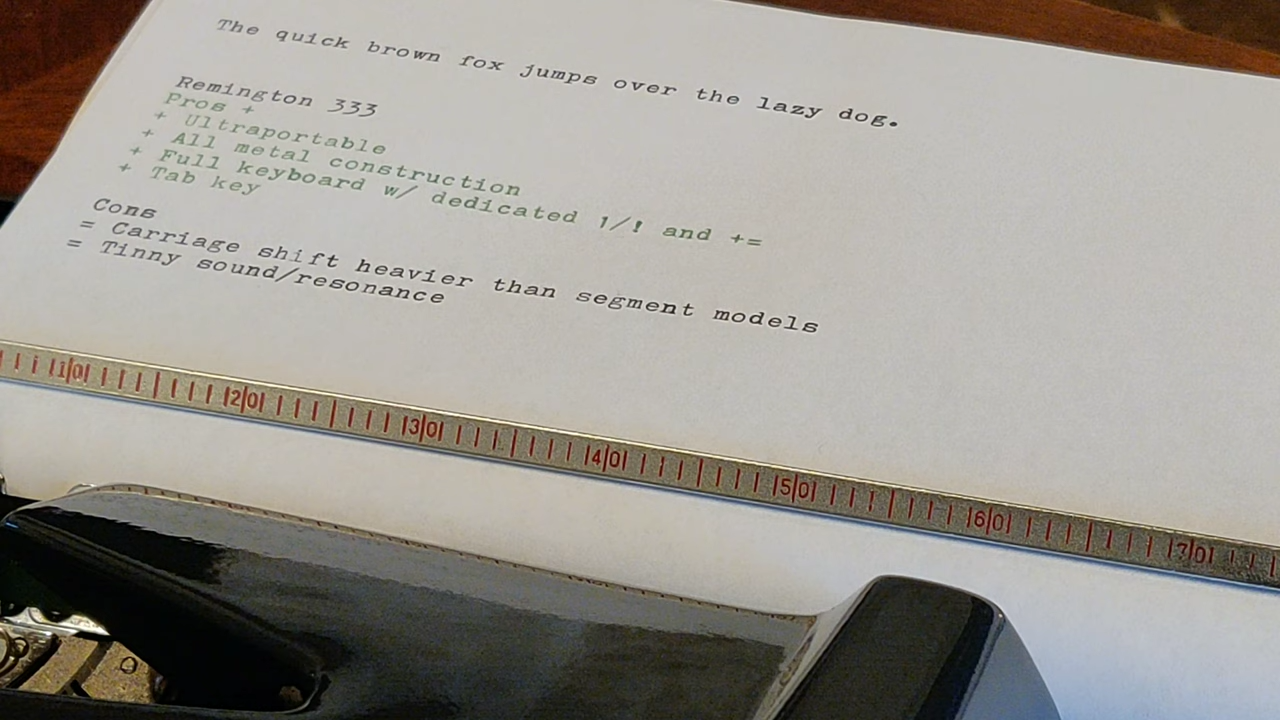 The quick brown fox jumps over the lazy dog.
Remington 333
Pros +
+ Ultraportable
+ All metal construction
+ Full keyboard w/ dedicated 1/! and +=
+ Tab key
Cons
= Carriage shift heavier than segment models
= Tinny sound/resonance
10 20 30 40 50 60 70